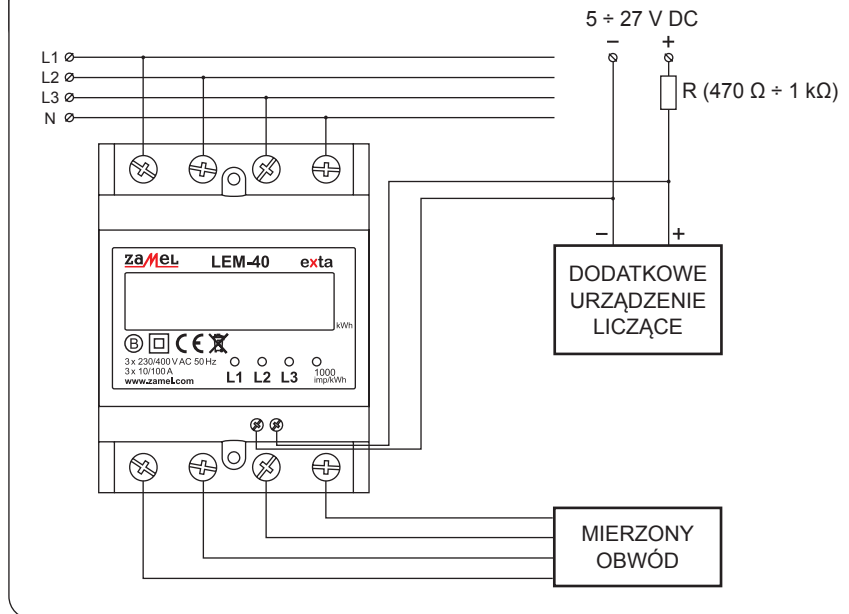 5 ÷ 27 V DC
− +
L1
L2
L3
N
R (470 Ω ÷ 1 kΩ)
− +
DODATKOWE
URZĄDZENIE
LICZĄCE
zaMeL LEM-40 exta
kWh
B CE
3 x 230/400 V AC 50 Hz
3 x 10/100 A
www.zamel.com
L1 L2 L3
1000
imp/kWh
MIERZONY
OBWÓD